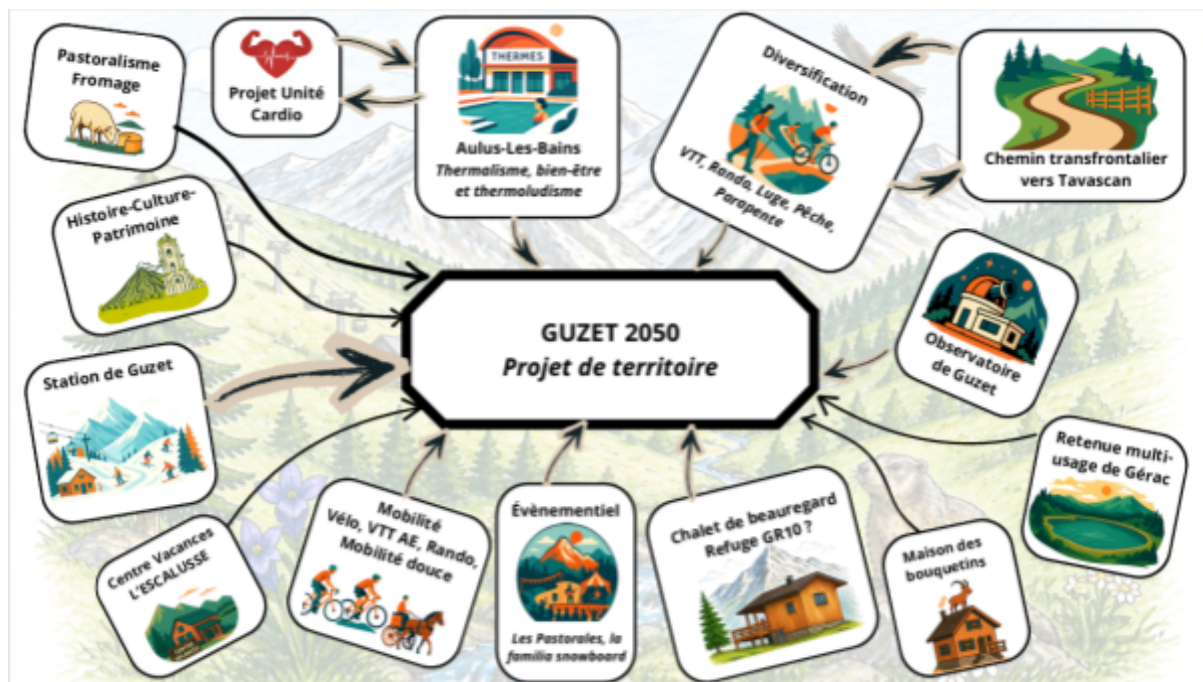 Pastoralisme
Fromage
Projet Unité
Cardio
THERMES
Aulus-Les-Bains
Thermalisme, bien-être
et thermoludisme
Diversification
VTT, Rando, Luge, Pêche,
Parapente
Chemin transfrontalier
vers Tavascan
Histoire-Culture-
Patrimoine
GUZET 2050
Projet de territoire
Observatoire
de Guzet
Station de Guzet
Retenue multi-
usage de Gérac
Centre Vacances
L'ESCALUSSE
Mobilité
Vélo, VTT AE, Rando,
Mobilité douce
Évènementiel
Les Pastorales, la
familia snowboard
Chalet de beauregard
Refuge GR10 ?
Maison des
bouquetins